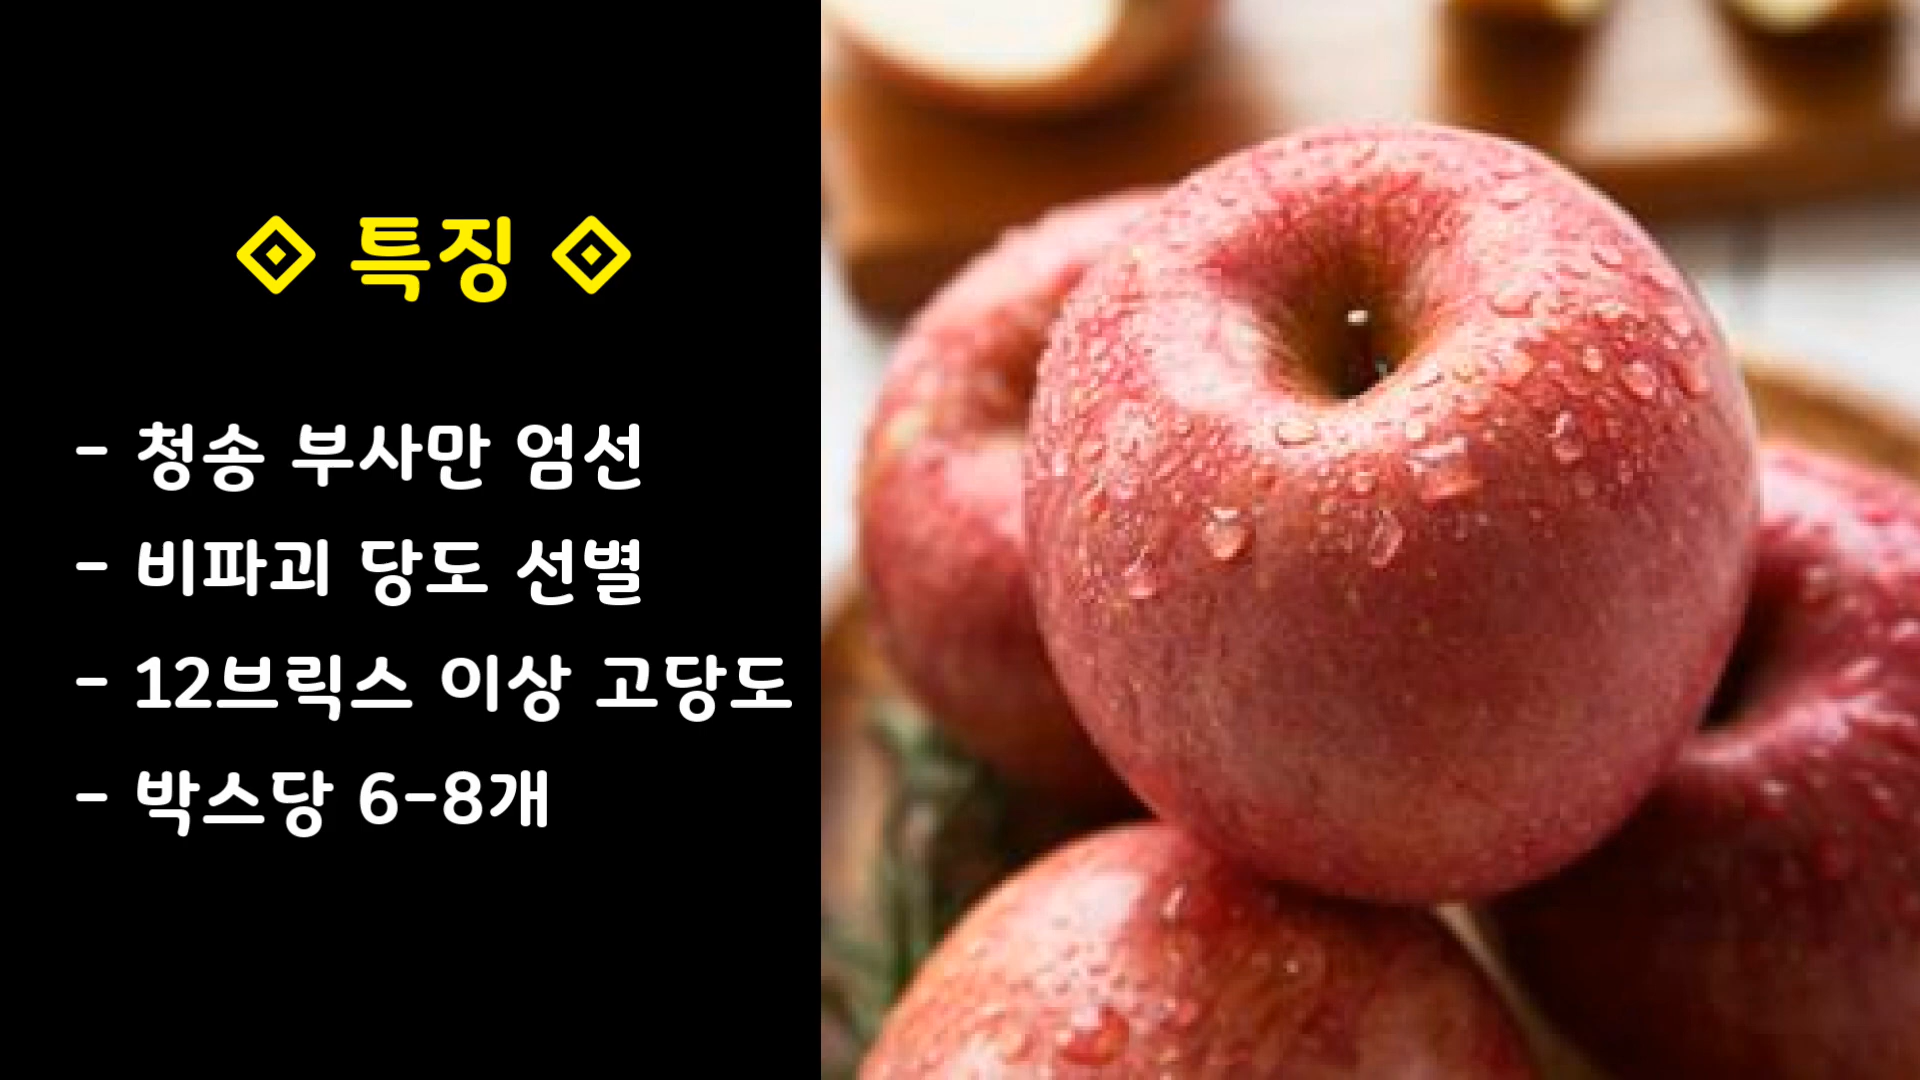 ◈ 특징 ◈
- 청송 부사만 엄선
- 비파괴 당도 선별
- 12브릭스 이상 고당도
- 박스당 6-8개